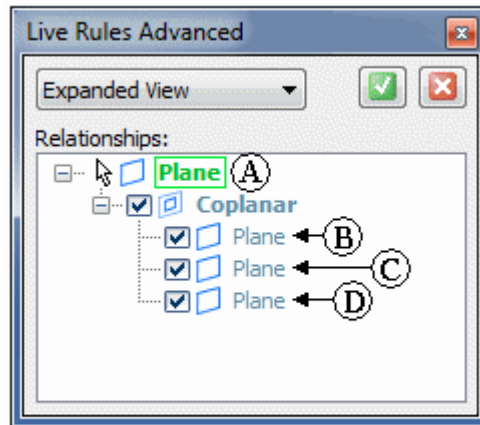 Live Rules Advanced
Expanded View
Relationships:
Plane A
Coplanar
Plane B
Plane C
Plane D